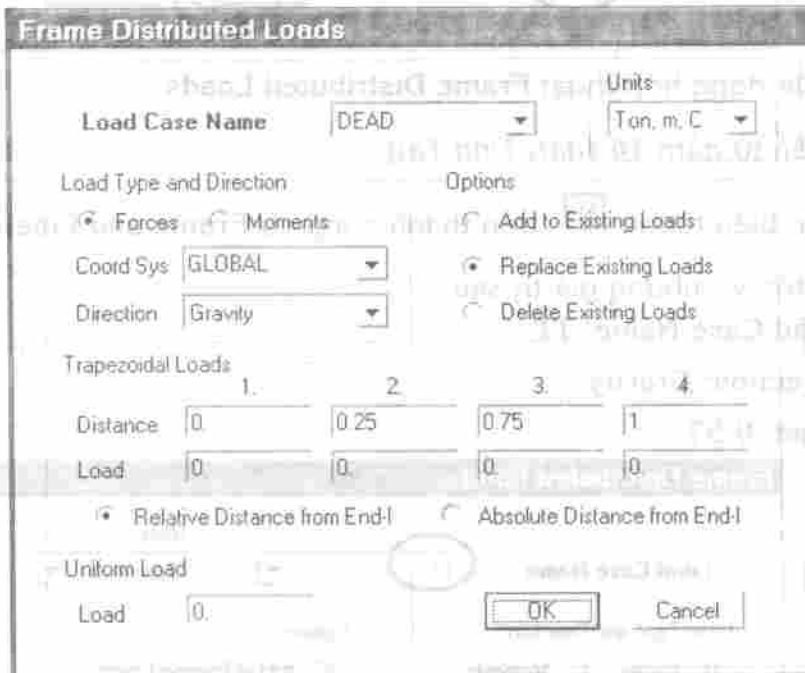 Frame Distributed Loads
Units
Load Case Name DEAD Ton, m, C
Load Type and Direction Options
Forces Moments Add to Existing Loads
Coord Sys GLOBAL Replace Existing Loads
Direction Gravity Delete Existing Loads
Trapezoidal Loads
1. 2. 3. 4.
Distance 0. 0.25 0.75 1.
Load 0. 0. 0. 0.
Relative Distance from End-I Absolute Distance from End-I
Uniform Load
Load 0. OK Cancel